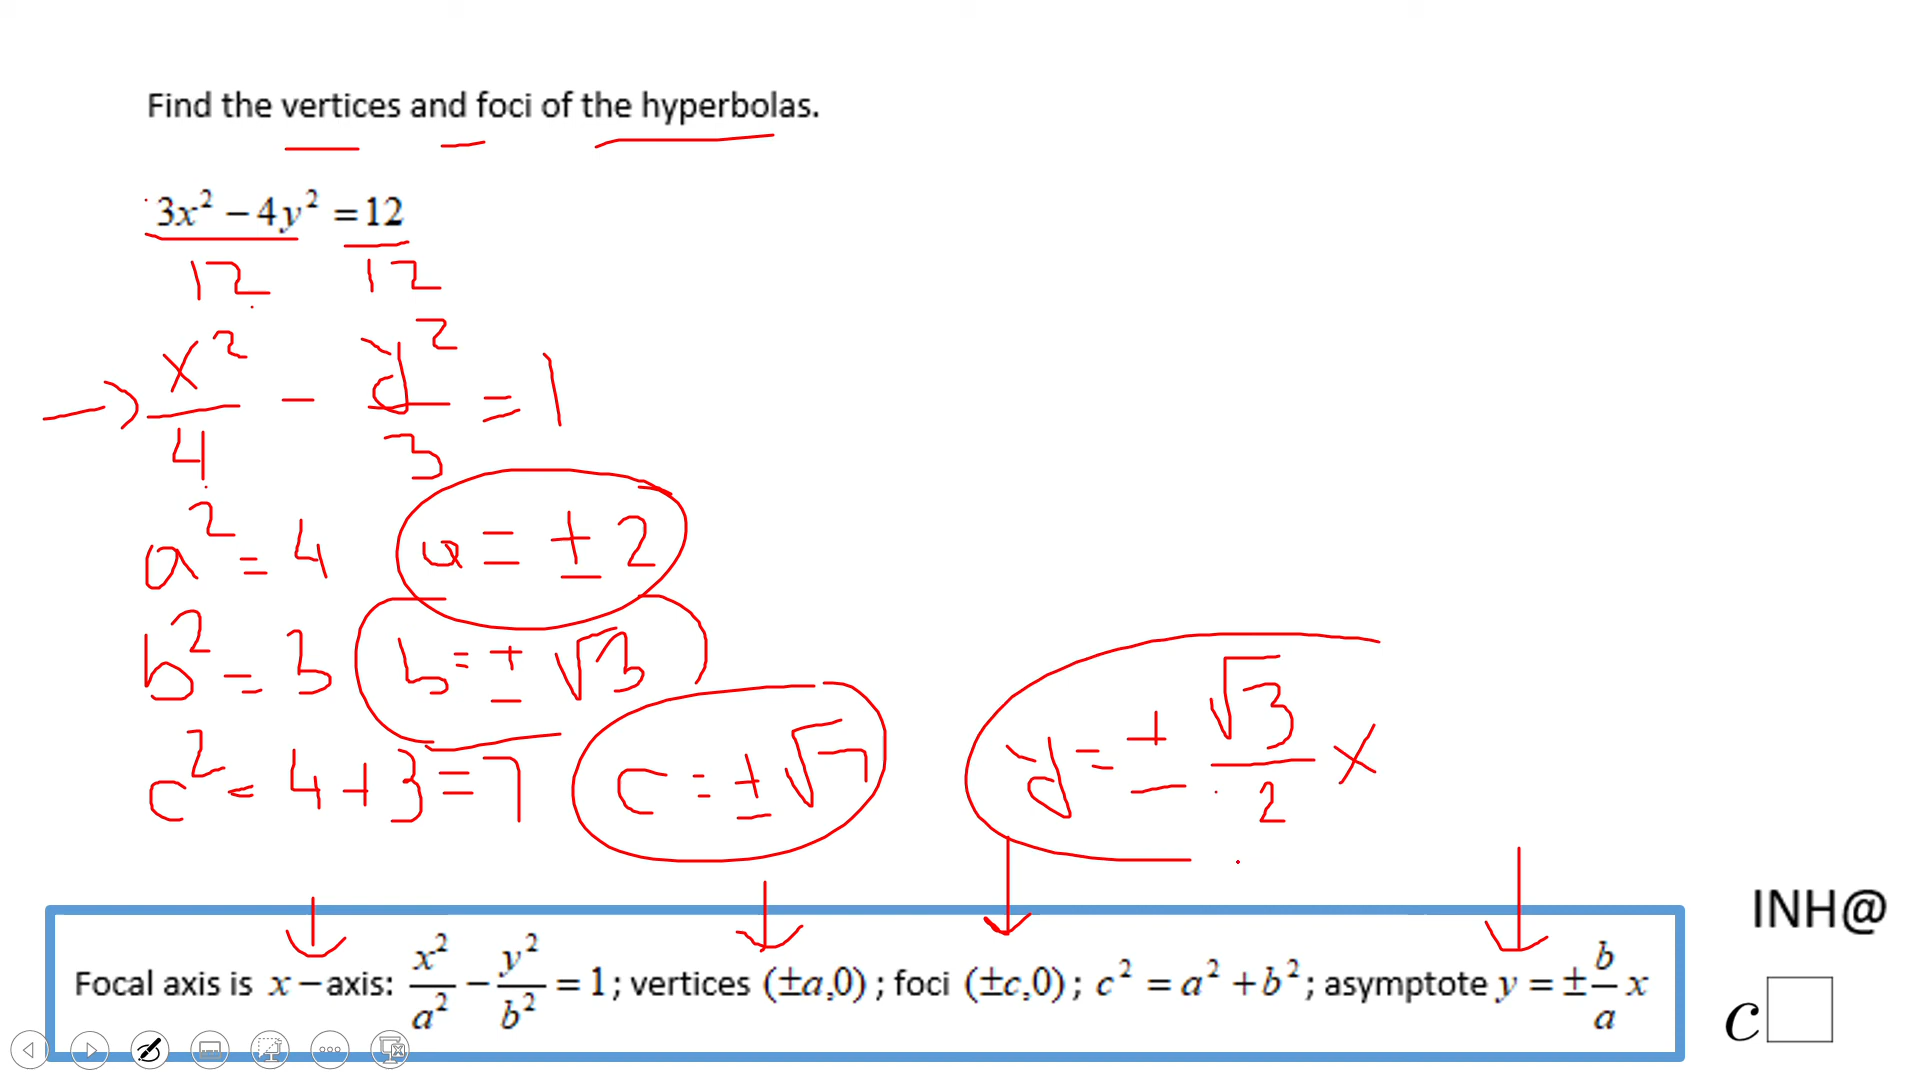 Find the vertices and foci of the hyperbolas.
3x² − 4y² = 12
12 12
→ x²/4 − y²/3 = 1
a² = 4 a = ± 2
b² = 3 b = ± √3
c² = 4 + 3 = 7 c = ± √7 y = ± √3/2 x
INH@
Focal axis is x − axis: x²/a² − y²/b² = 1; vertices (±a,0); foci (±c,0); c² = a² + b²; asymptote y = ± b/a x
c